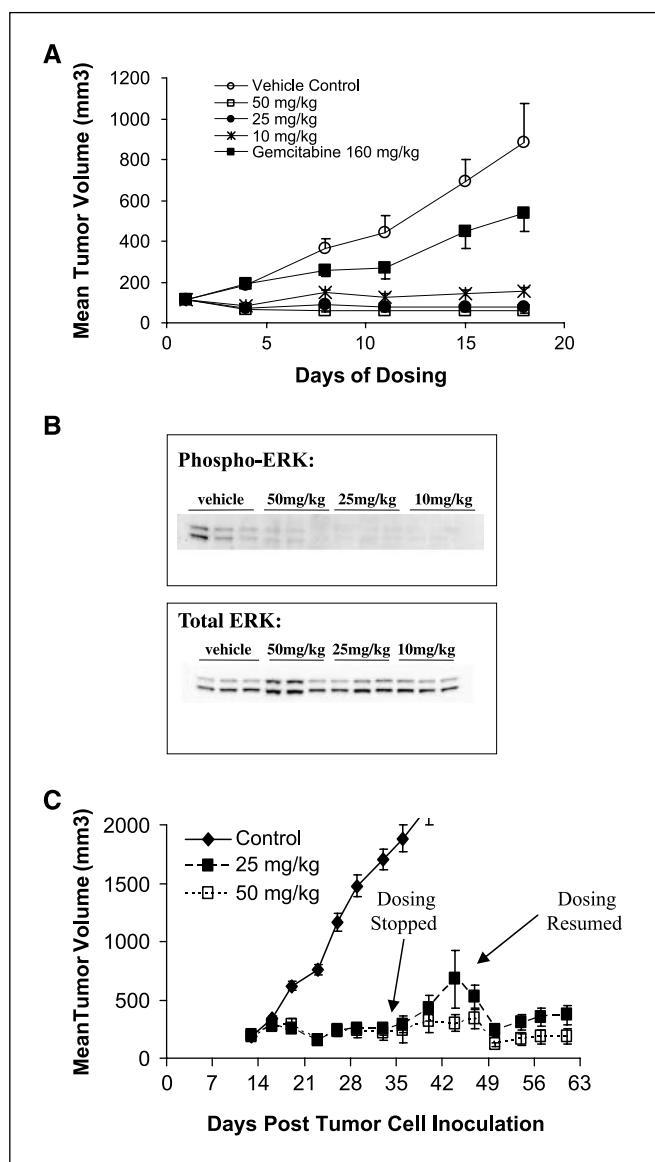 A
Mean Tumor Volume (mm3)
1200
1000
800
600
400
200
0
Vehicle Control
50 mg/kg
25 mg/kg
10 mg/kg
Gemcitabine 160 mg/kg
0 5 10 15 20
Days of Dosing
B
Phospho-ERK:
vehicle 50mg/kg 25mg/kg 10mg/kg
Total ERK:
vehicle 50mg/kg 25mg/kg 10mg/kg
C
MeanTumor Volume (mm3)
2000
1500
1000
500
0
Control
25 mg/kg
50 mg/kg
Dosing
Stopped
Dosing
Resumed
0 7 14 21 28 35 42 49 56 63
Days Post Tumor Cell Inoculation